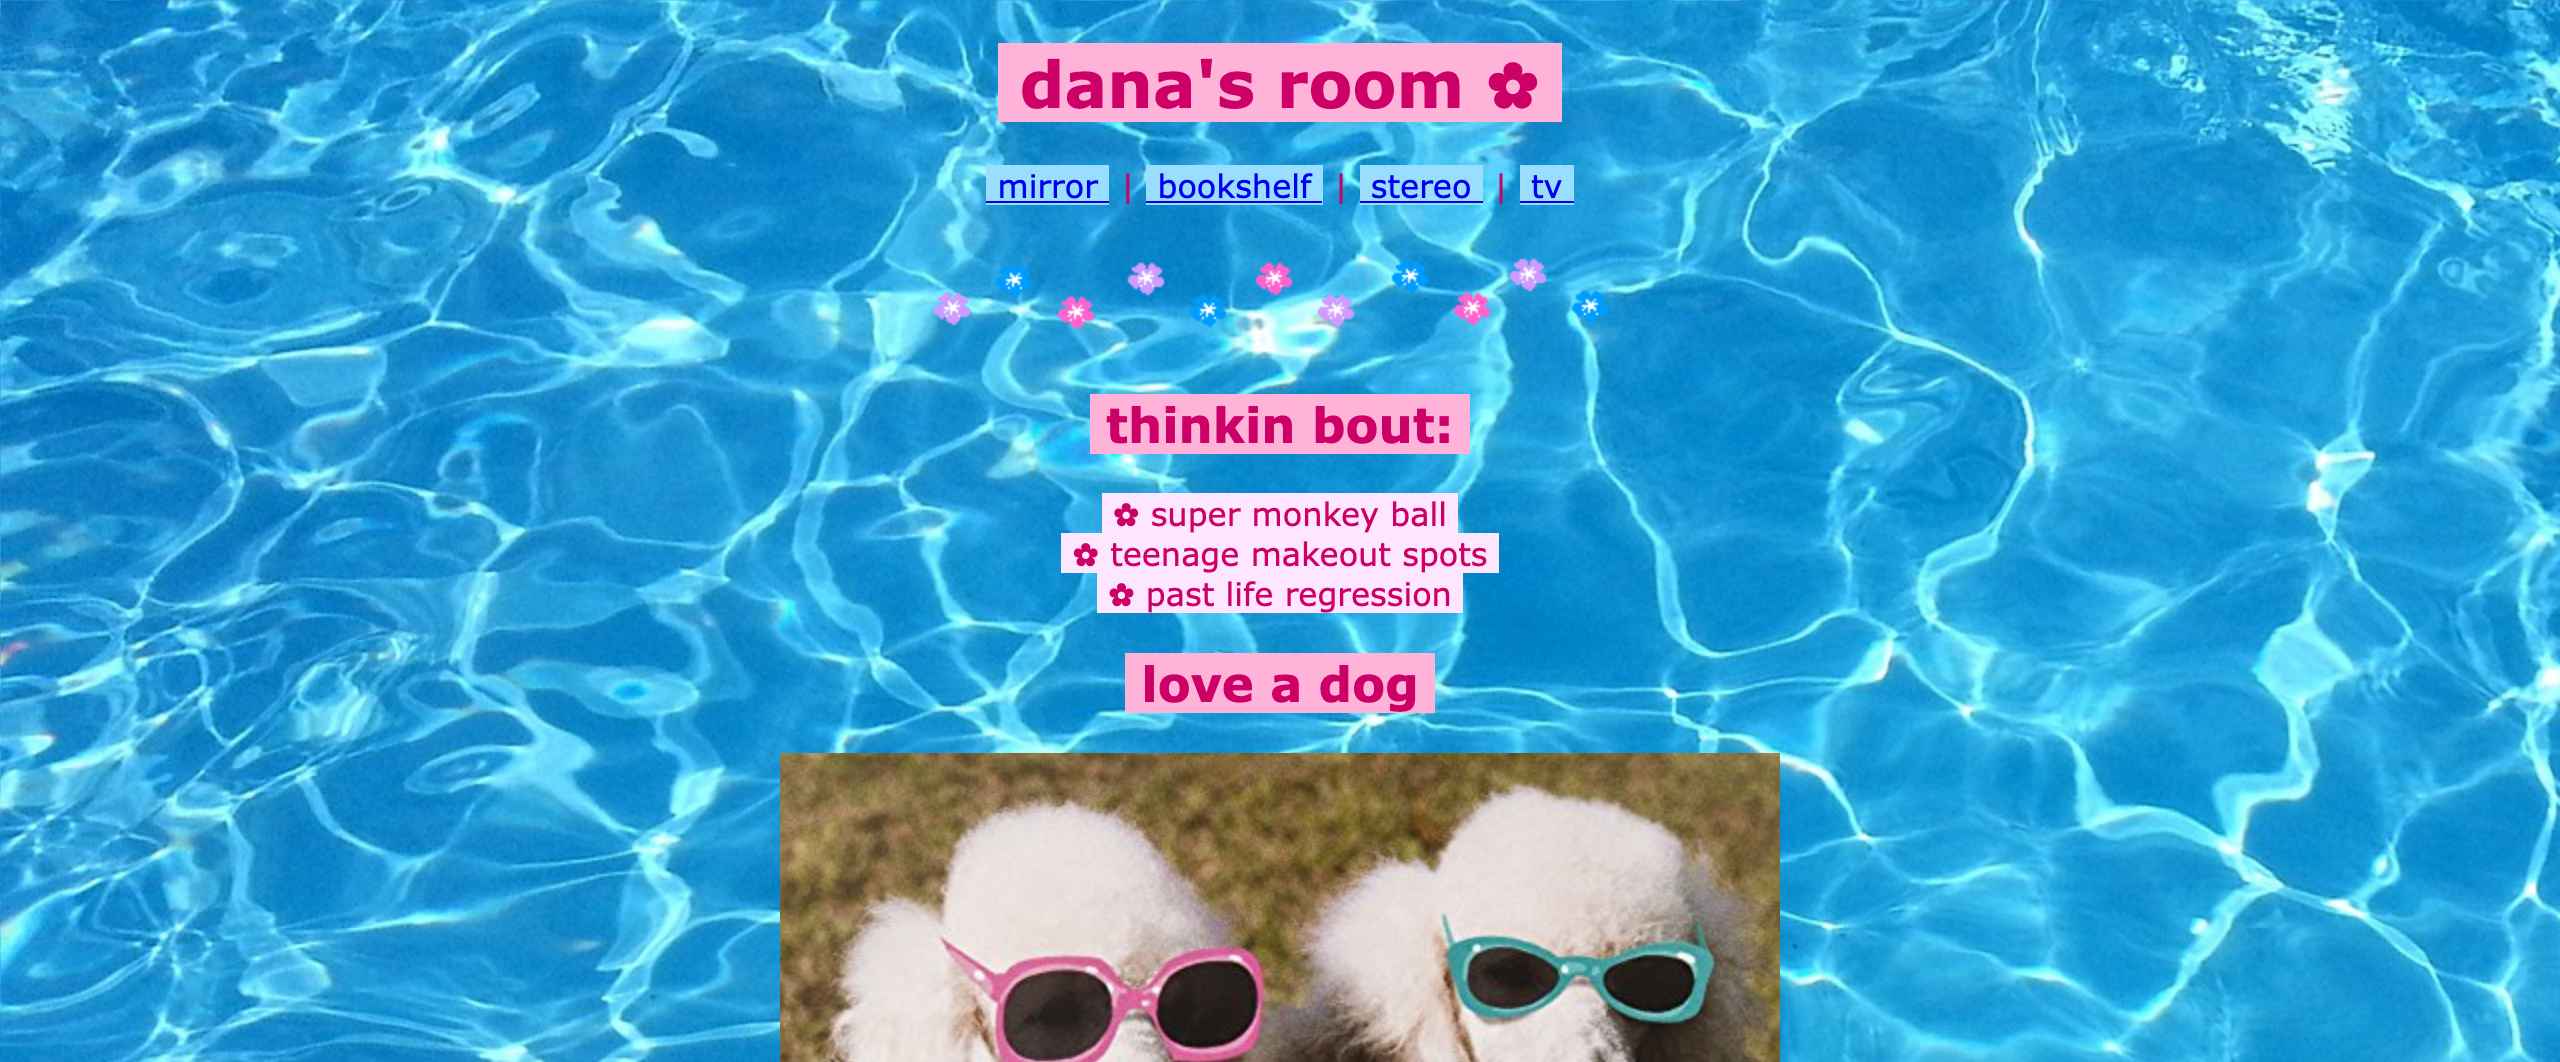 dana's room ✿
mirror | bookshelf | stereo | tv
thinkin bout:
✿ super monkey ball
✿ teenage makeout spots
✿ past life regression
love a dog